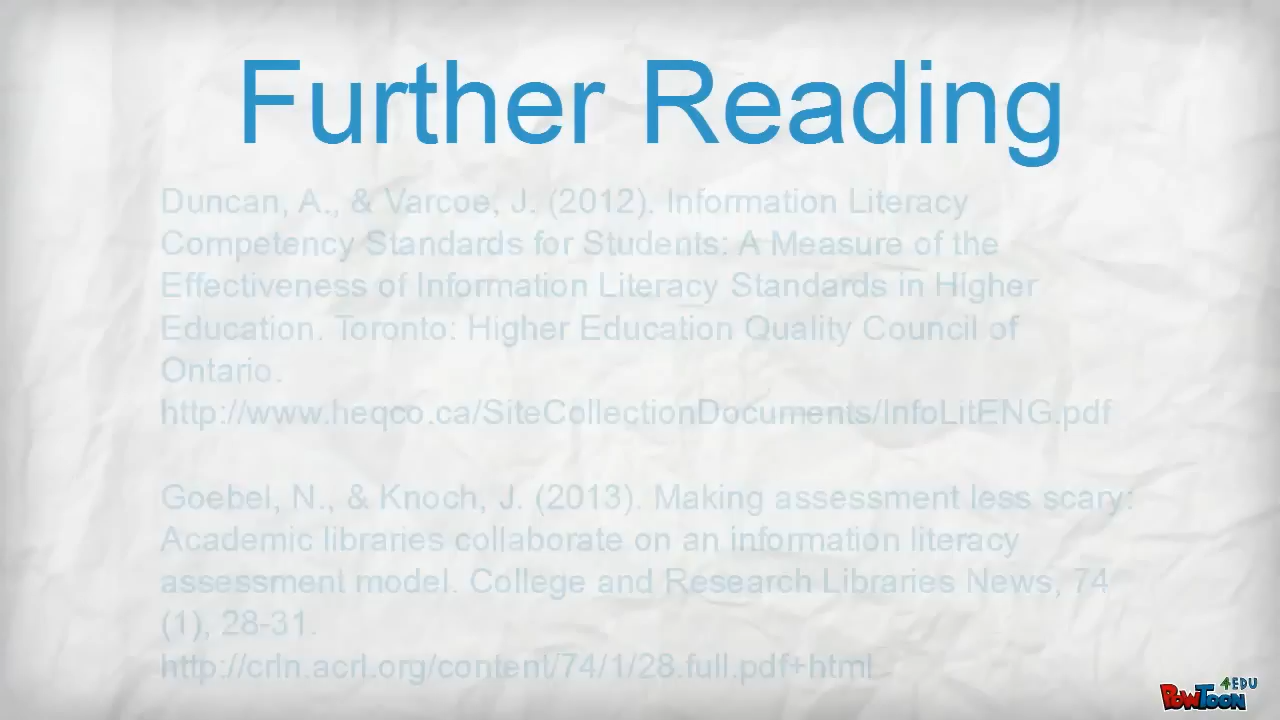 Further Reading
Duncan, A., & Varcoe, J. (2012). Information Literacy
Competency Standards for Students: A Measure of the
Effectiveness of Information Literacy Standards in Higher
Education. Toronto: Higher Education Quality Council of
Ontario.
http://www.heqco.ca/SiteCollectionDocuments/InfoLitENG.pdf
Goebel, N., & Knoch, J. (2013). Making assessment less scary:
Academic libraries collaborate on an information literacy
assessment model. College and Research Libraries News, 74
(1), 28-31.
http://crln.acrl.org/content/74/1/28.full.pdf+html
4EDU
POWTOON